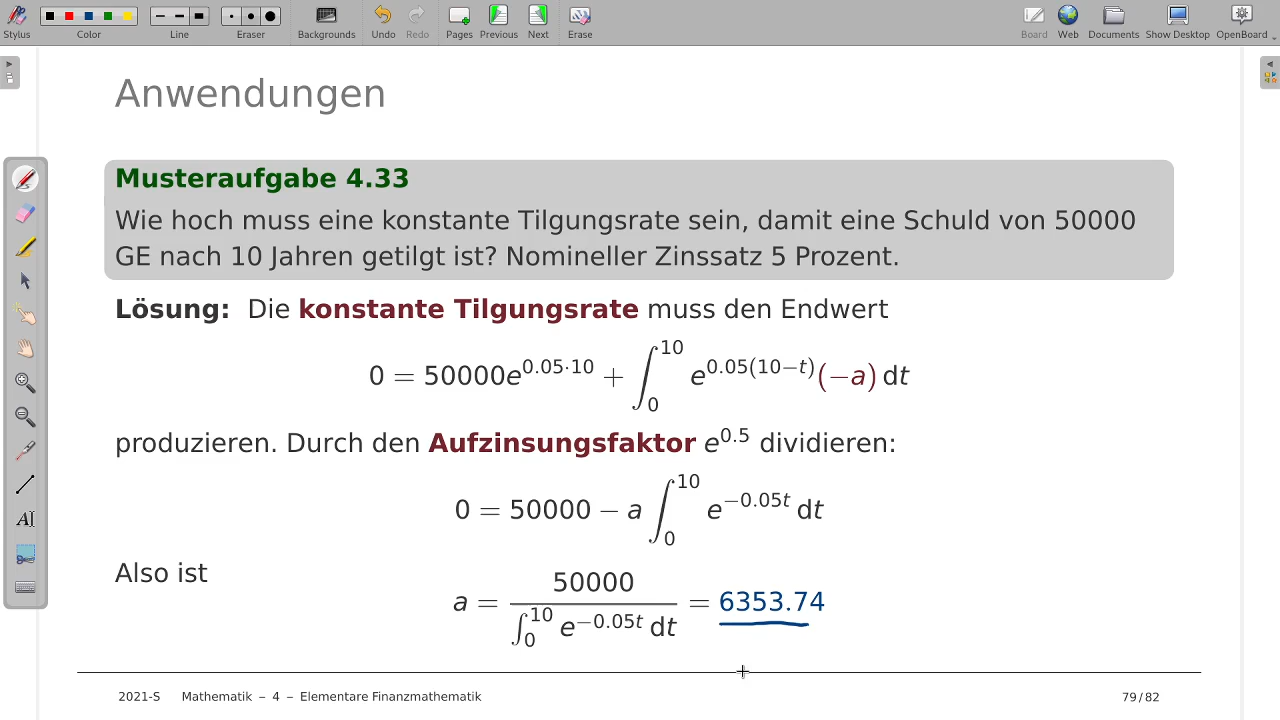 Stylus Color Line Eraser Backgrounds Undo Redo Pages Previous Next Erase Board Web Documents Show Desktop OpenBoard
Anwendungen
Musteraufgabe 4.33
Wie hoch muss eine konstante Tilgungsrate sein, damit eine Schuld von 50000
GE nach 10 Jahren getilgt ist? Nomineller Zinssatz 5 Prozent.
Lösung: Die konstante Tilgungsrate muss den Endwert
0 = 50000e^{0.05·10} + ∫_0^{10} e^{0.05(10−t)}(−a) dt
produzieren. Durch den Aufzinsungsfaktor e^{0.5} dividieren:
0 = 50000 − a ∫_0^{10} e^{−0.05t} dt
Also ist
a = \frac{50000}{∫_0^{10} e^{−0.05t} dt} = 6353.74
2021-S Mathematik – 4 – Elementare Finanzmathematik 79/82